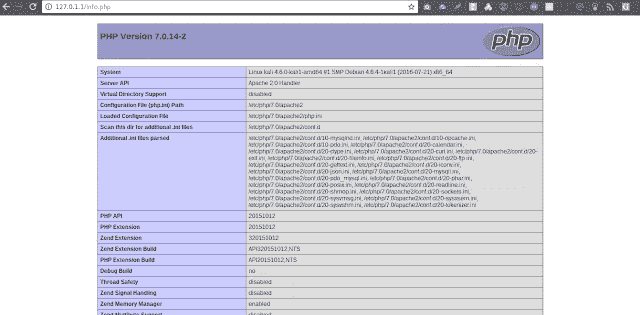 127.0.1.1/info.php
PHP Version 7.0.14-2
php
System Linux kali 4.6.0-kali1-amd64 #1 SMP Debian 4.6.4-1kali1 (2016-07-21) x86_64
Server API Apache 2.0 Handler
Virtual Directory Support disabled
Configuration File (php.ini) Path /etc/php/7.0/apache2
Loaded Configuration File /etc/php/7.0/apache2/php.ini
Scan this dir for additional .ini files /etc/php/7.0/apache2/conf.d
Additional .ini files parsed /etc/php/7.0/apache2/conf.d/10-mysqlnd.ini, /etc/php/7.0/apache2/conf.d/10-opcache.ini,
/etc/php/7.0/apache2/conf.d/10-pdo.ini, /etc/php/7.0/apache2/conf.d/20-calendar.ini,
/etc/php/7.0/apache2/conf.d/20-ctype.ini, /etc/php/7.0/apache2/conf.d/20-curl.ini, /etc/php/7.0/apache2/conf.d/20-
exif.ini, /etc/php/7.0/apache2/conf.d/20-fileinfo.ini, /etc/php/7.0/apache2/conf.d/20-ftp.ini,
/etc/php/7.0/apache2/conf.d/20-gettext.ini, /etc/php/7.0/apache2/conf.d/20-iconv.ini,
/etc/php/7.0/apache2/conf.d/20-json.ini, /etc/php/7.0/apache2/conf.d/20-mysqli.ini,
/etc/php/7.0/apache2/conf.d/20-pdo_mysql.ini, /etc/php/7.0/apache2/conf.d/20-phar.ini,
/etc/php/7.0/apache2/conf.d/20-posix.ini, /etc/php/7.0/apache2/conf.d/20-readline.ini,
/etc/php/7.0/apache2/conf.d/20-shmop.ini, /etc/php/7.0/apache2/conf.d/20-sockets.ini,
/etc/php/7.0/apache2/conf.d/20-sysvmsg.ini, /etc/php/7.0/apache2/conf.d/20-sysvsem.ini,
/etc/php/7.0/apache2/conf.d/20-sysvshm.ini, /etc/php/7.0/apache2/conf.d/20-tokenizer.ini
PHP API 20151012
PHP Extension 20151012
Zend Extension 320151012
Zend Extension Build API320151012,NTS
PHP Extension Build API20151012,NTS
Debug Build no
Thread Safety disabled
Zend Signal Handling disabled
Zend Memory Manager enabled